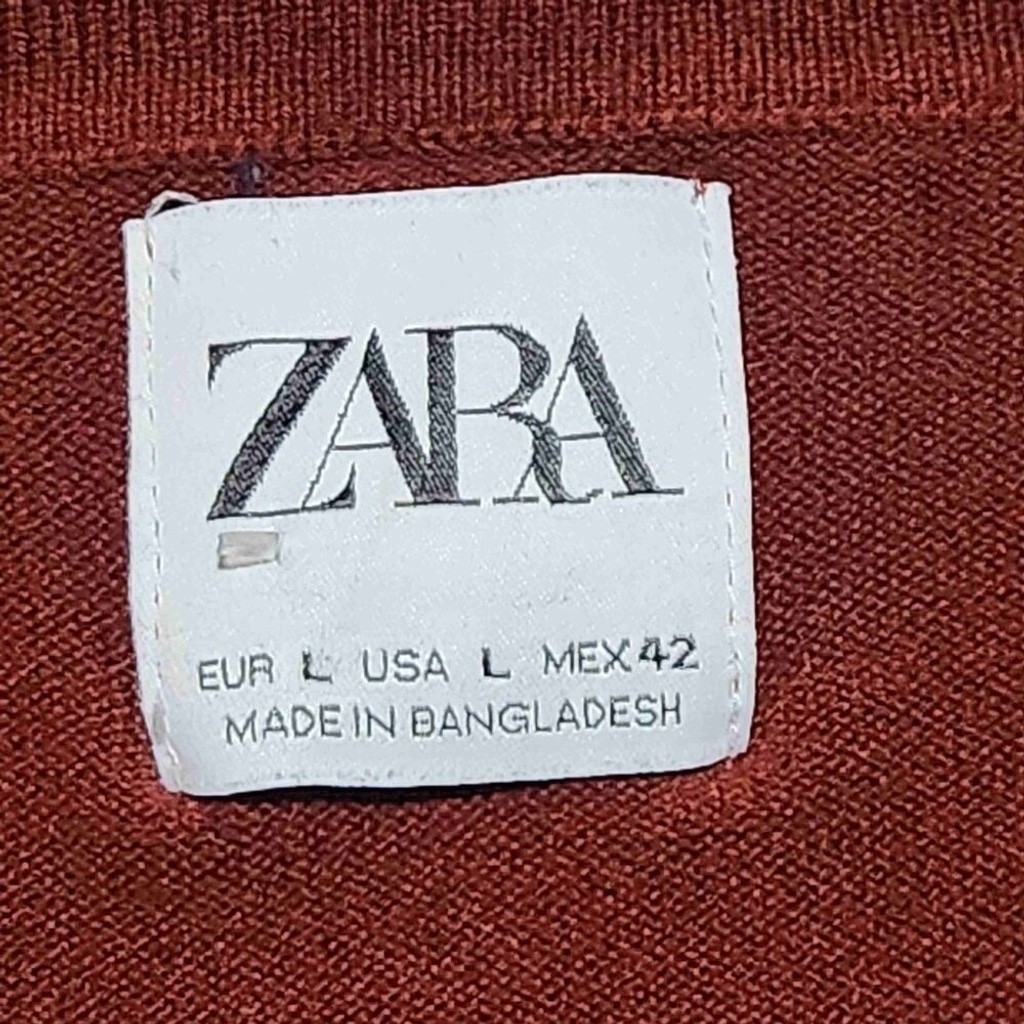 ZARA
EUR L USA L MEX 42
MADE IN BANGLADESH